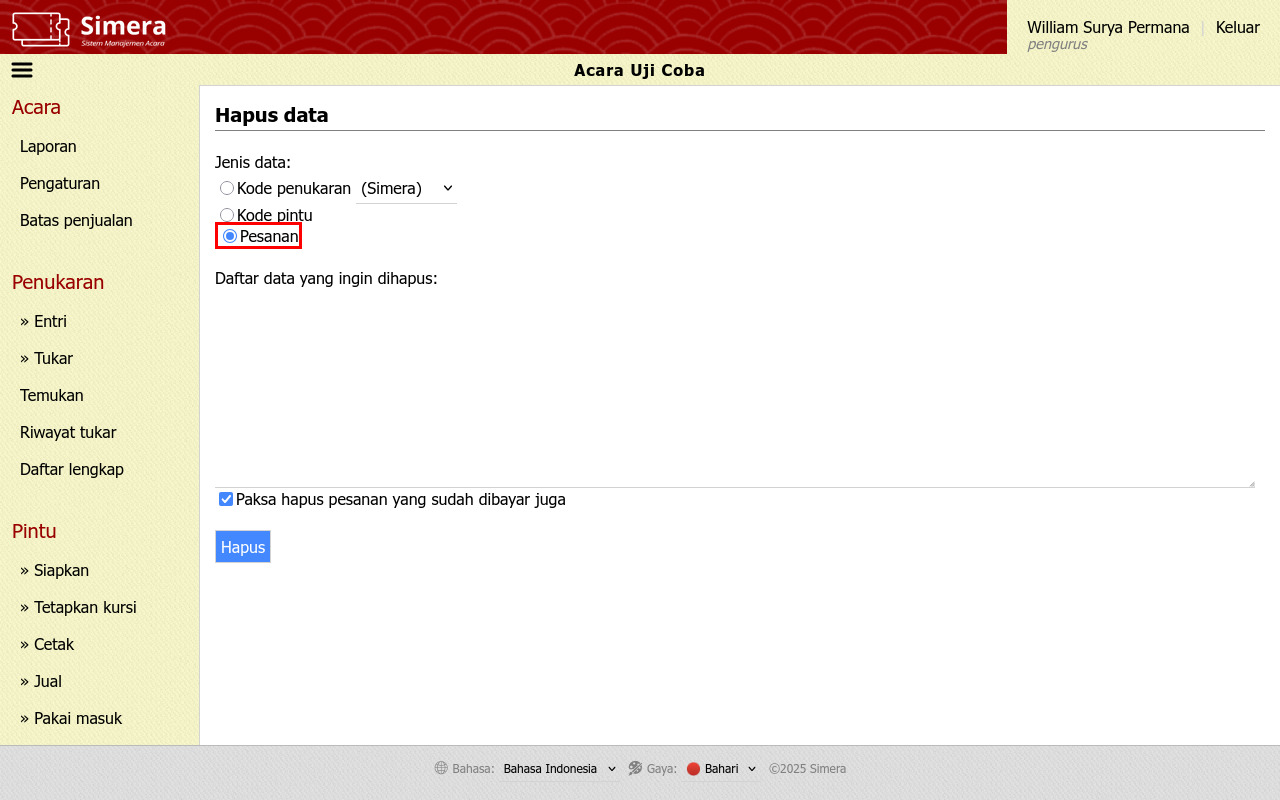 Simera
Sistem Manajemen Acara
William Surya Permana
Keluar
pengurus
Acara Uji Coba
Acara
Laporan
Pengaturan
Batas penjualan
Penukaran
» Entri
» Tukar
Temukan
Riwayat tukar
Daftar lengkap
Pintu
» Siapkan
» Tetapkan kursi
» Cetak
» Jual
» Pakai masuk
Hapus data
Jenis data:
Kode penukaran (Simera)
Kode pintu
Pesanan
Daftar data yang ingin dihapus:
Paksa hapus pesanan yang sudah dibayar juga
Hapus
Bahasa: Bahasa Indonesia Gaya: Bahari ©2025 Simera